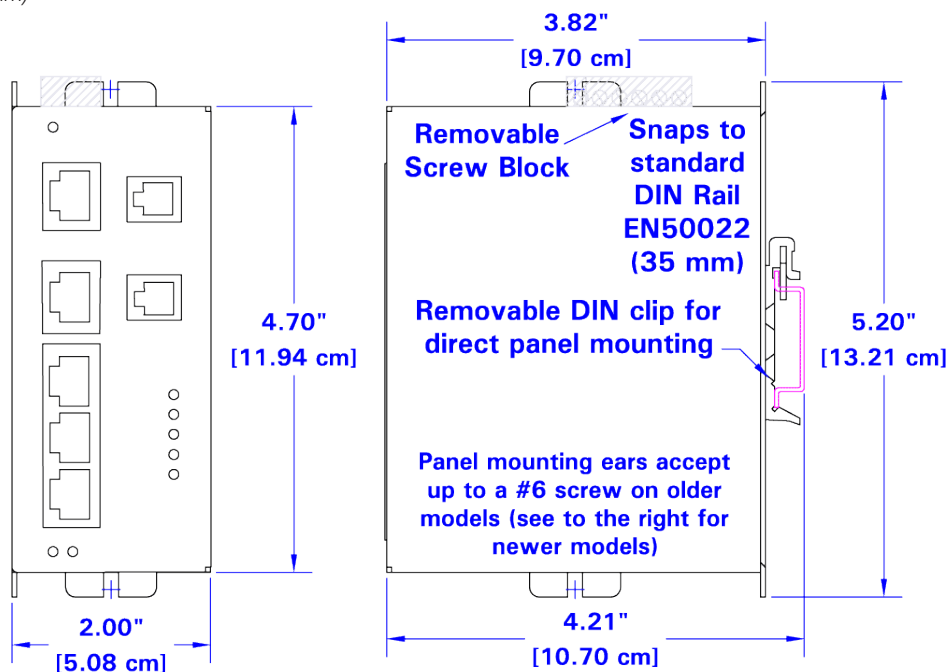 3.82"
[9.70 cm]
Removable
Screw Block
Snaps to
standard
DIN Rail
EN50022
(35 mm)
4.70"
[11.94 cm]
Removable DIN clip for
direct panel mounting
5.20"
[13.21 cm]
Panel mounting ears accept
up to a #6 screw on older
models (see to the right for
newer models)
2.00"
[5.08 cm]
4.21"
[10.70 cm]